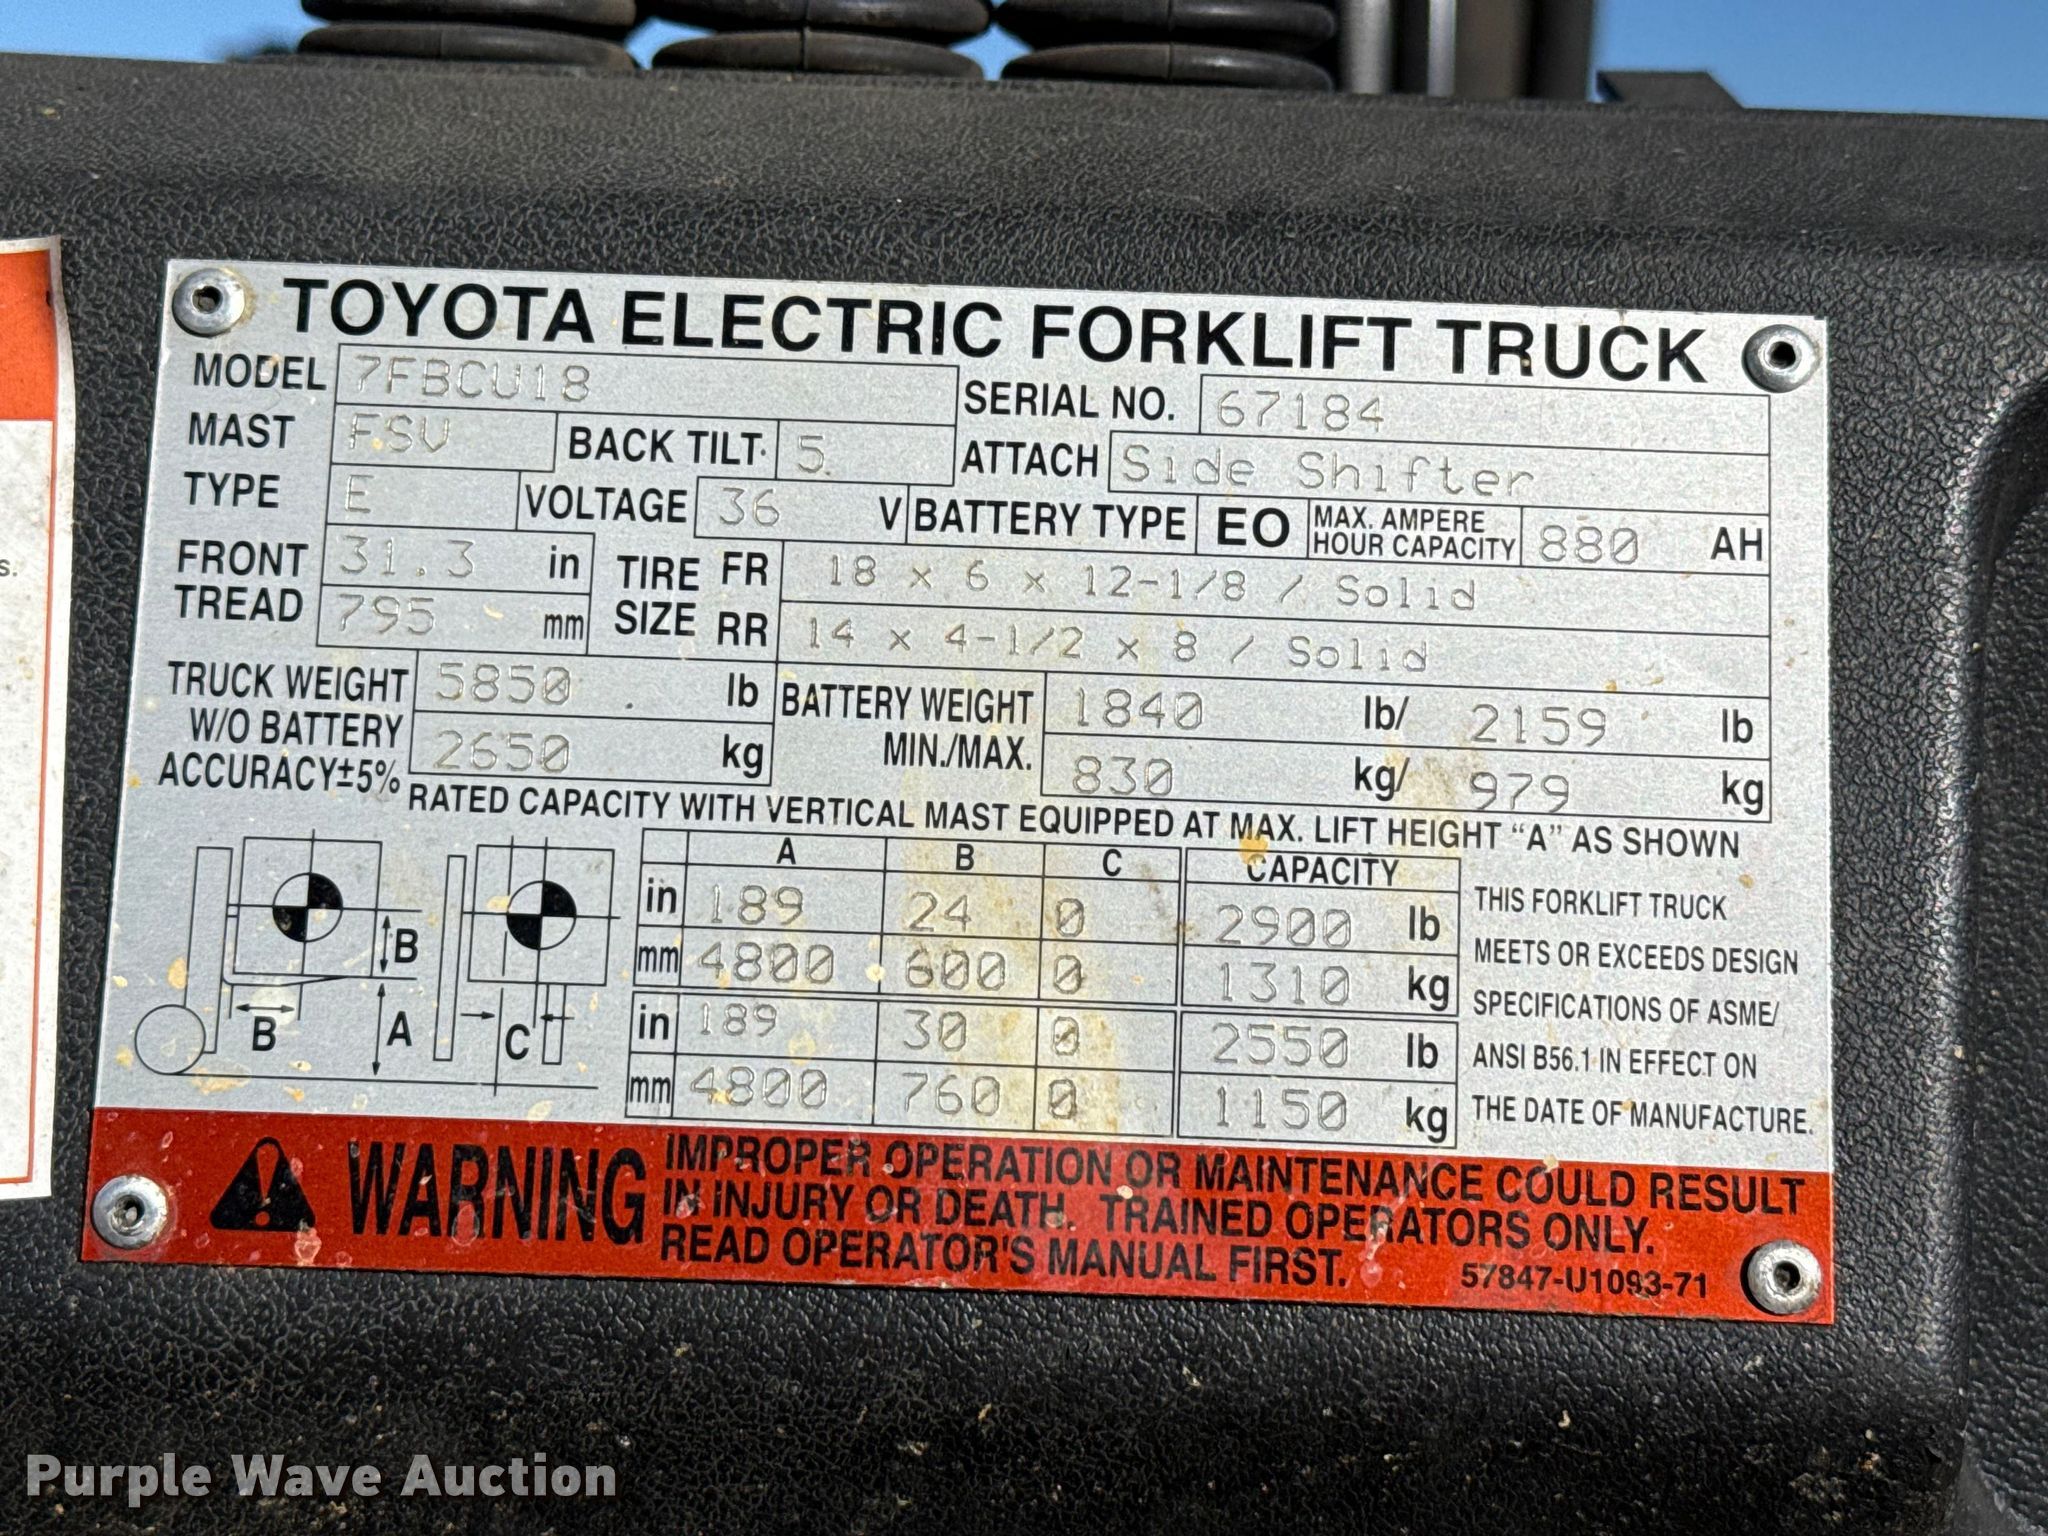 s.
TOYOTA ELECTRIC FORKLIFT TRUCK
MODEL 7FBCU18 SERIAL NO. 67184
MAST FSV BACK TILT 5 ATTACH Side Shifter
TYPE E VOLTAGE 36 V BATTERY TYPE EO MAX. AMPERE HOUR CAPACITY 880 AH
FRONT TREAD 31.3 in TIRE SIZE FR 18 x 6 x 12-1/8 / Solid
795 mm RR 14 x 4-1/2 x 8 / Solid
TRUCK WEIGHT W/O BATTERY ACCURACY±5% 5850 lb BATTERY WEIGHT MIN./MAX. 1840 lb/ 2159 lb
2650 kg 830 kg/ 979 kg
RATED CAPACITY WITH VERTICAL MAST EQUIPPED AT MAX. LIFT HEIGHT "A" AS SHOWN
A B C CAPACITY
in 189 24 0 2900 lb
mm 4800 600 0 1310 kg
in 189 30 0 2550 lb
mm 4800 760 0 1150 kg
B
B
A
C
THIS FORKLIFT TRUCK
MEETS OR EXCEEDS DESIGN
SPECIFICATIONS OF ASME/
ANSI B56.1 IN EFFECT ON
THE DATE OF MANUFACTURE.
WARNING
IMPROPER OPERATION OR MAINTENANCE COULD RESULT
IN INJURY OR DEATH. TRAINED OPERATORS ONLY.
READ OPERATOR'S MANUAL FIRST.
57847-U1093-71
Purple Wave Auction